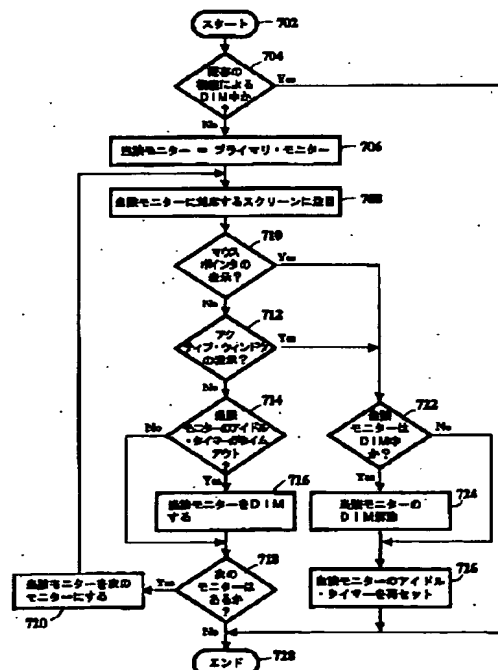 スタート
702
704
既存の
機能による
DIM中か
?
Yes
No
当該モニター = プライマリ・モニター
706
当該モニターに対応するスクリーンに注目
708
710
マウス
ポインタの
表示?
Yes
No
712
アク
ティブ・ウィンドウ
の表示?
Yes
No
714
当該
モニターのアイドル
・タイマーがタイム
アウト
?
No
Yes
722
当該
モニターは
DIM中
か?
No
Yes
716
当該モニターをDIM
する
724
当該モニターの
DIM解除
718
次の
モニターは
あるか
?
Yes
No
当該モニターを次の
モニターにする
720
726
当該モニターのアイドル
・タイマーを再セット
エンド
728